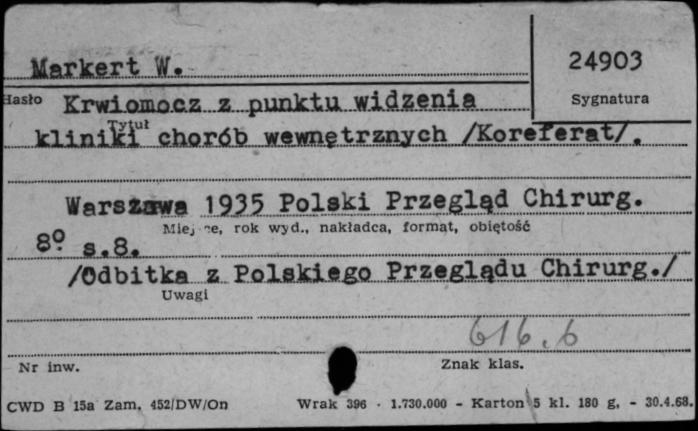 Markert W.
24903
Hasło
Sygnatura
Krwiomocz z punktu widzenia
Tytuł
kliniki chorób wewnętrznych /Koreferat/.
Warszawa 1935 Polski Przegląd Chirurg.
Miejsce, rok wyd., nakładca, format, objętość
8º s.8.
/Odbitka z Polskiego Przeglądu Chirurg./
Uwagi
616.6
Nr inw.
Znak klas.
CWD B 15a Zam. 452/DW/On Wrak 396 - 1.730.000 - Karton 5 kl. 180 g. - 30.4.68.